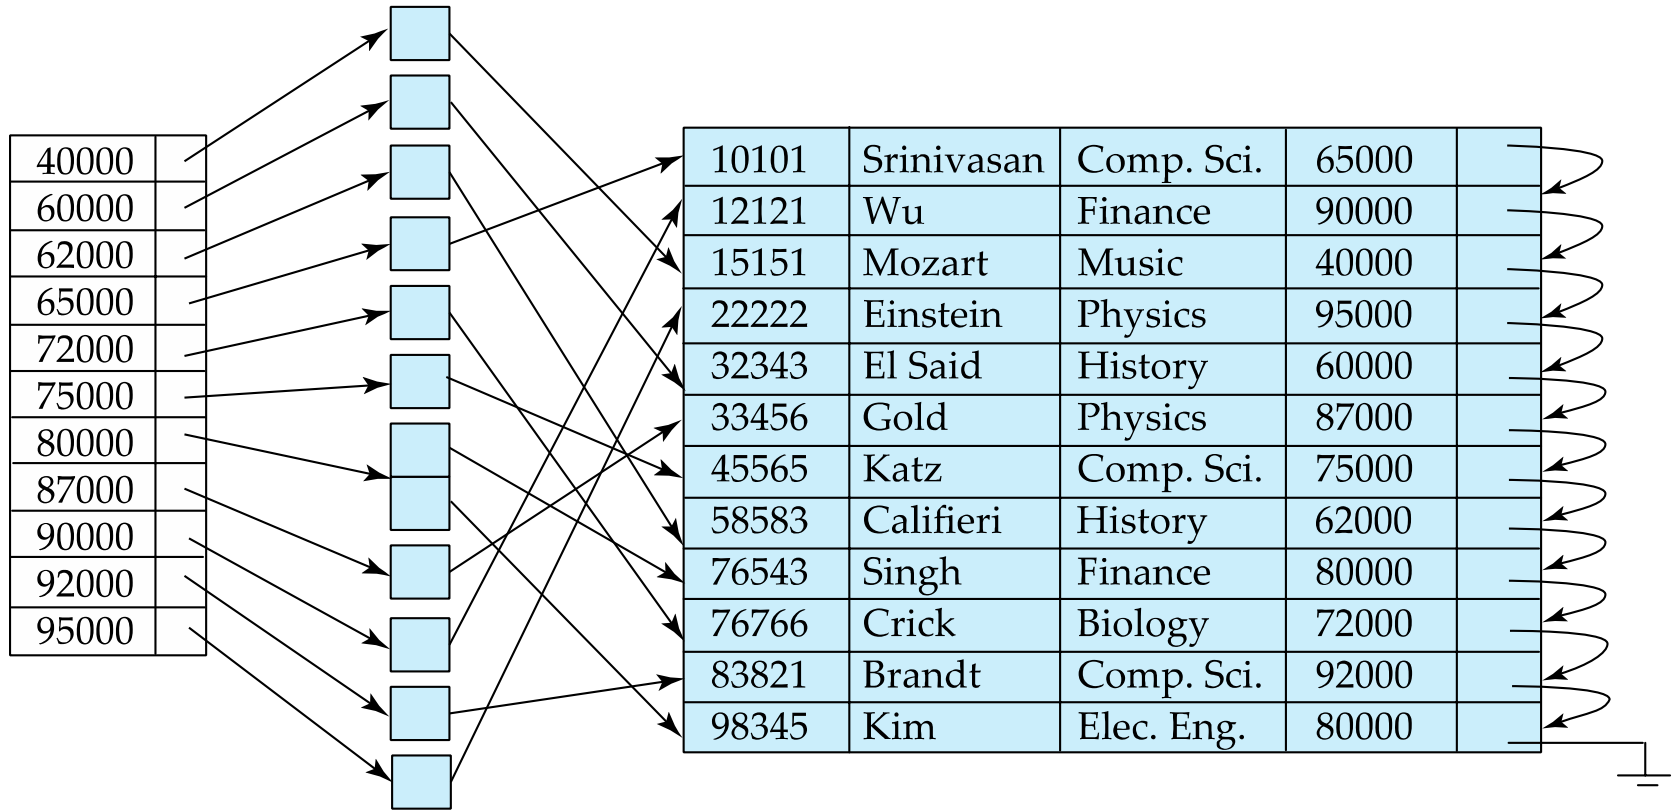 40000
60000
62000
65000
72000
75000
80000
87000
90000
92000
95000
10101 Srinivasan Comp. Sci. 65000
12121 Wu Finance 90000
15151 Mozart Music 40000
22222 Einstein Physics 95000
32343 El Said History 60000
33456 Gold Physics 87000
45565 Katz Comp. Sci. 75000
58583 Califieri History 62000
76543 Singh Finance 80000
76766 Crick Biology 72000
83821 Brandt Comp. Sci. 92000
98345 Kim Elec. Eng. 80000